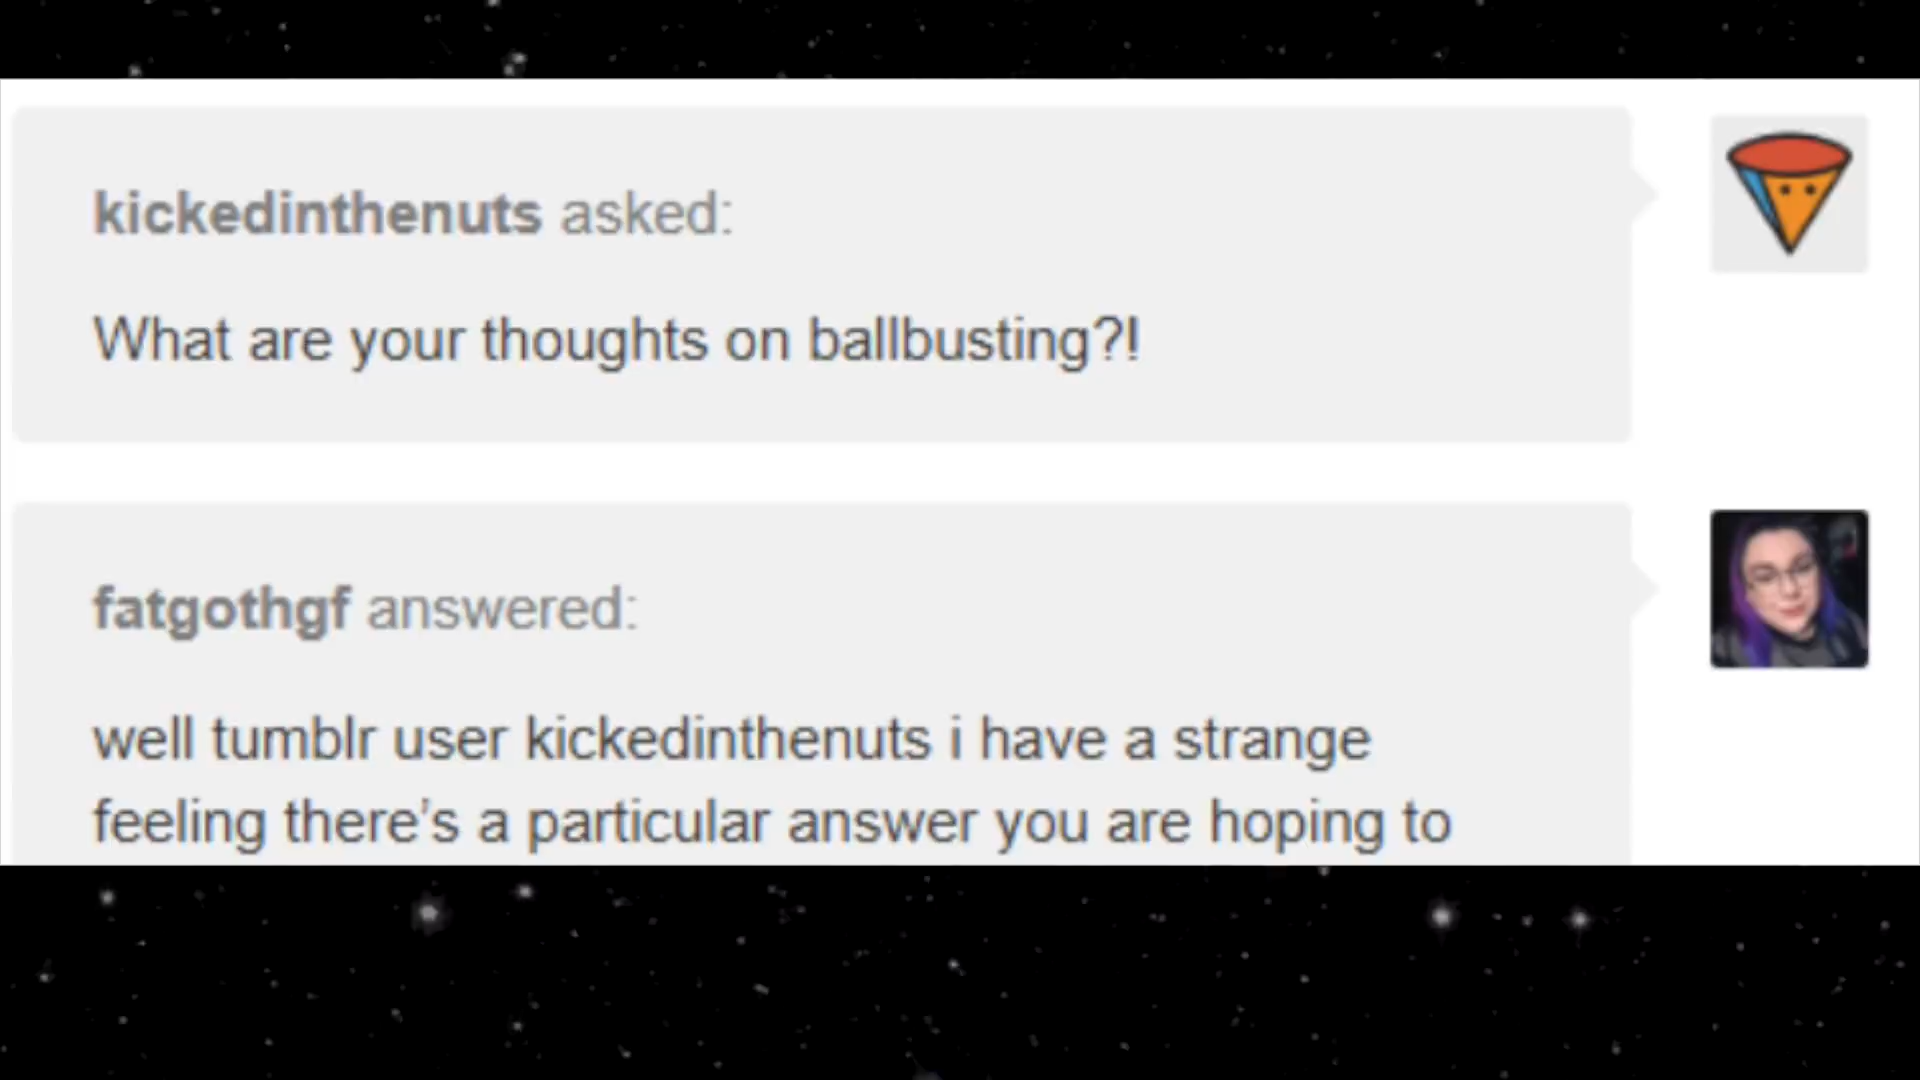 kickedinthenuts asked:
What are your thoughts on ballbusting?!
fatgothgf answered:
well tumblr user kickedinthenuts i have a strange
feeling there's a particular answer you are hoping to